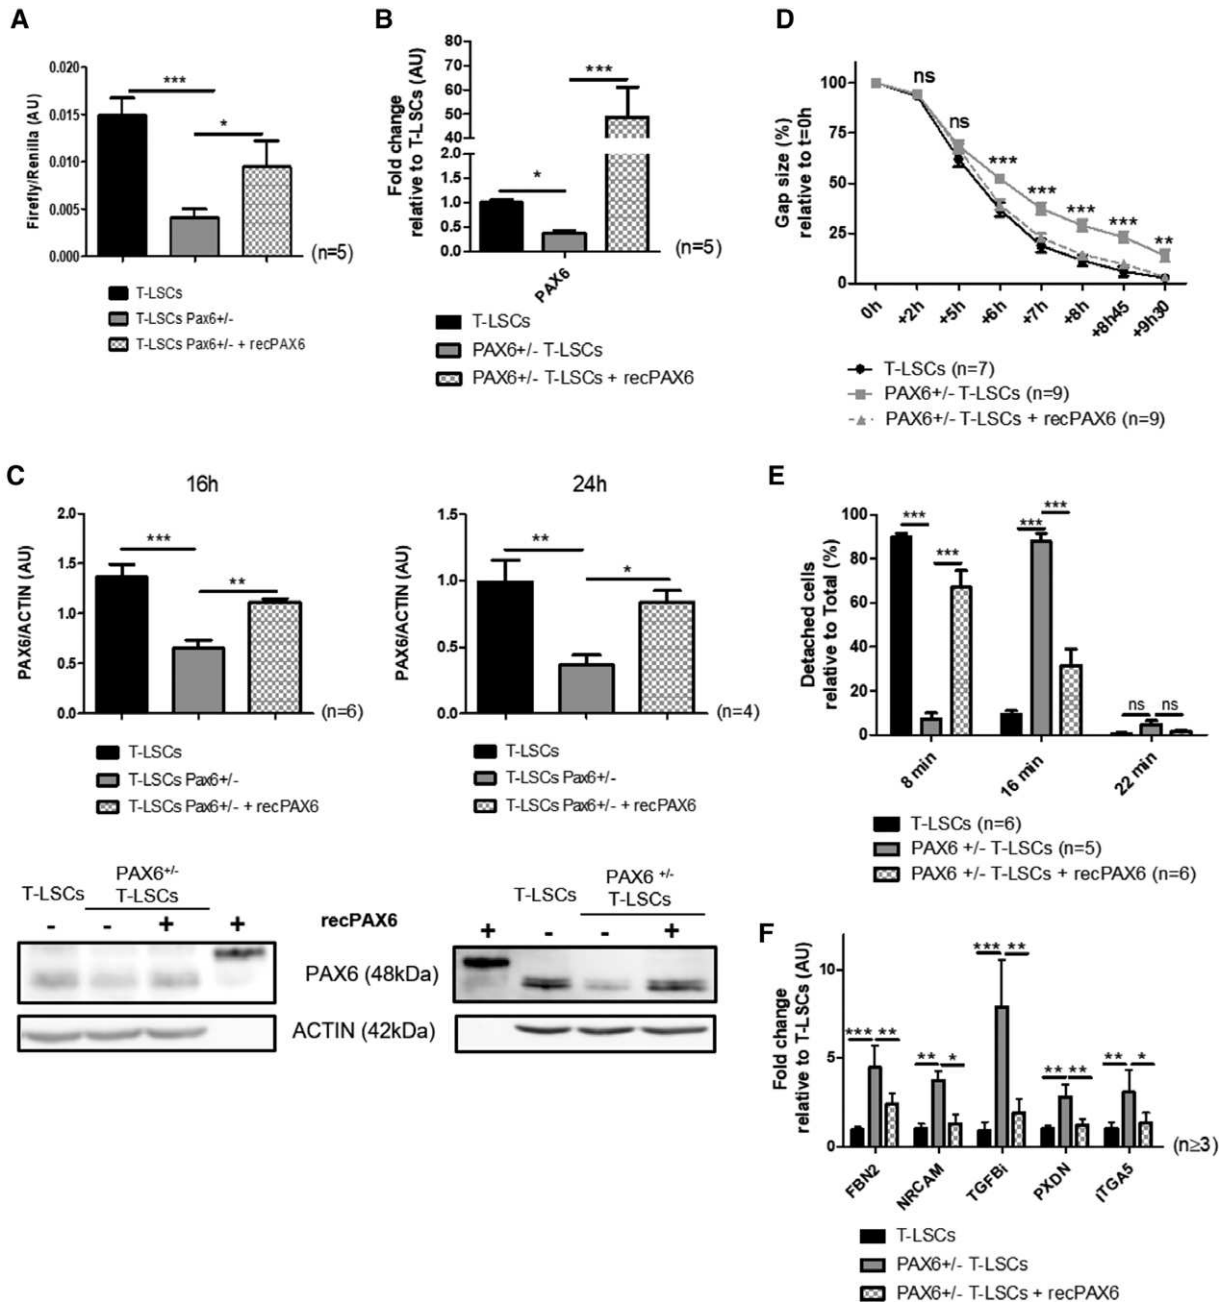 A
Firefly/Renilla (AU)
0.020
0.015
0.010
0.005
0.000
***
*
(n=5)
T-LSCs
T-LSCs Pax6+/-
T-LSCs Pax6+/- + recPAX6
B
Fold change
relative to T-LSCs (AU)
80
70
60
50
40
2.0
1.5
1.0
0.5
0.0
*
***
PAX6
(n=5)
T-LSCs
PAX6+/- T-LSCs
PAX6+/- T-LSCs + recPAX6
D
Gap size (%)
relative to t=0h
100
75
50
25
0
ns
ns
***
***
***
***
**
0h
+2h
+5h
+6h
+7h
+8h
+8h45
+9h30
T-LSCs (n=7)
PAX6+/- T-LSCs (n=9)
PAX6+/- T-LSCs + recPAX6 (n=9)
C
16h
PAX6/ACTIN (AU)
2.0
1.5
1.0
0.5
0.0
***
**
(n=6)
T-LSCs
T-LSCs Pax6+/-
T-LSCs Pax6+/- + recPAX6
24h
PAX6/ACTIN (AU)
1.5
1.0
0.5
0.0
**
*
(n=4)
T-LSCs
T-LSCs Pax6+/-
T-LSCs Pax6+/- + recPAX6
T-LSCs
PAX6+/-
T-LSCs
- - + +
recPAX6
T-LSCs
PAX6 +/-
T-LSCs
+ - - +
PAX6 (48kDa)
ACTIN (42kDa)
E
Detached cells
relative to Total (%)
100
80
60
40
20
0
***
***
***
***
ns
ns
8 min
16 min
22 min
T-LSCs (n=6)
PAX6 +/- T-LSCs (n=5)
PAX6 +/- T-LSCs + recPAX6 (n=6)
F
Fold change
relative to T-LSCs (AU)
10
5
0
*** **
** *
*** **
** **
** *
FBN2
NRCAM
TGFBi
PXDN
ITGA5
(n≥3)
T-LSCs
PAX6+/- T-LSCs
PAX6+/- T-LSCs + recPAX6